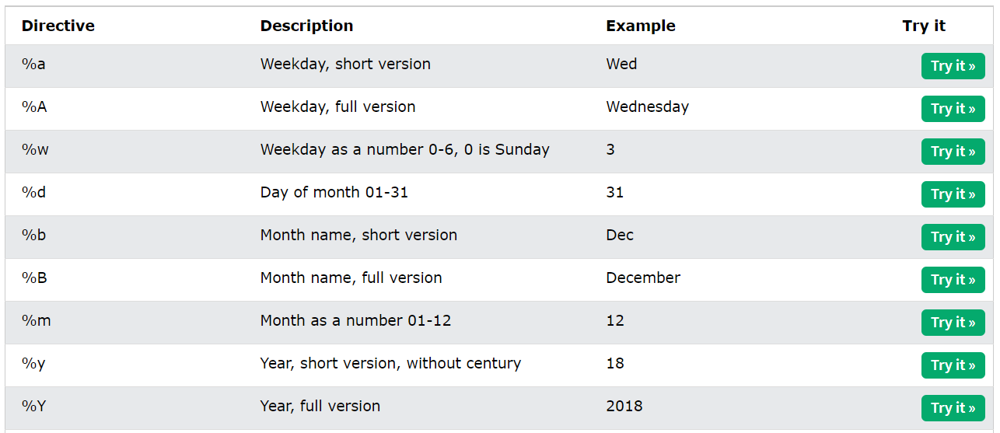 Directive Description Example Try it
%a Weekday, short version Wed Try it »
%A Weekday, full version Wednesday Try it »
%w Weekday as a number 0-6, 0 is Sunday 3 Try it »
%d Day of month 01-31 31 Try it »
%b Month name, short version Dec Try it »
%B Month name, full version December Try it »
%m Month as a number 01-12 12 Try it »
%y Year, short version, without century 18 Try it »
%Y Year, full version 2018 Try it »